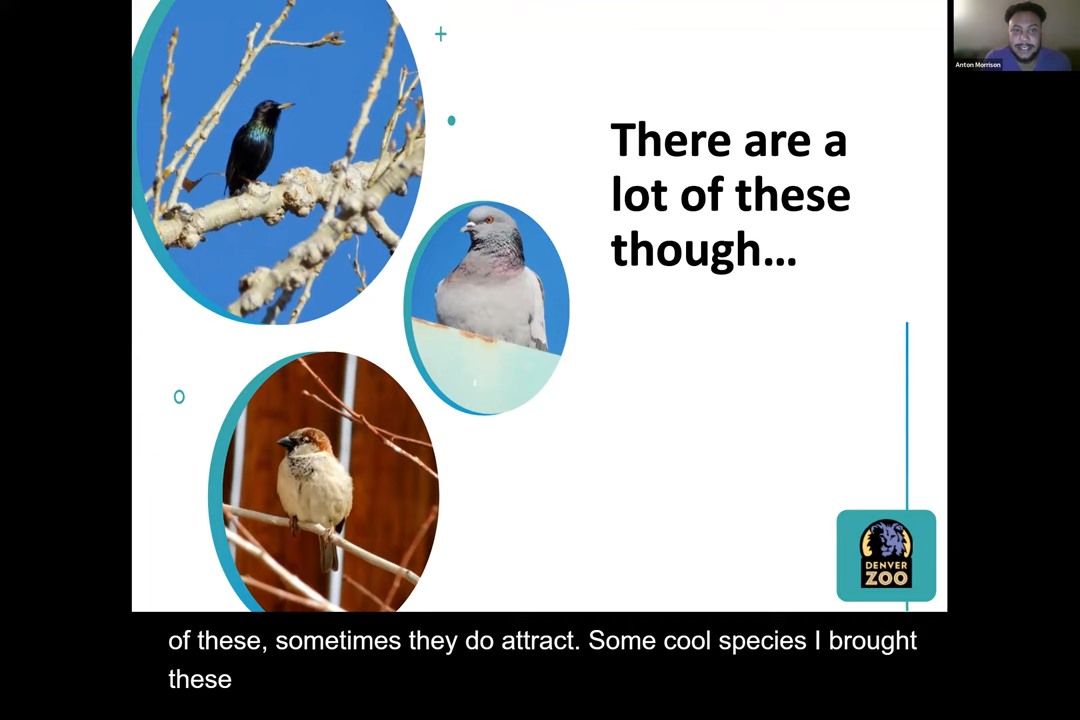 Anton Morrison
There are a
lot of these
though...
DENVER
ZOO
of these, sometimes they do attract. Some cool species I brought
these